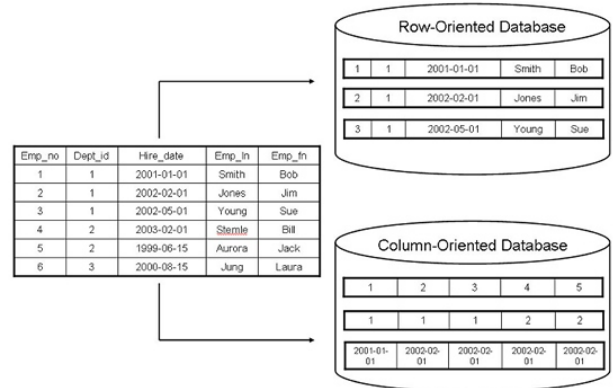 Row-Oriented Database
1 1 2001-01-01 Smith Bob
2 1 2002-02-01 Jones Jim
3 1 2002-05-01 Young Sue
Emp_no Dept_id Hire_date Emp_ln Emp_fn
1 1 2001-01-01 Smith Bob
2 1 2002-02-01 Jones Jim
3 1 2002-05-01 Young Sue
4 2 2003-02-01 Stemle Bill
5 2 1999-06-15 Aurora Jack
6 3 2000-08-15 Jung Laura
Column-Oriented Database
1 2 3 4 5
1 1 1 2 2
2001-01- 2002-02- 2002-02- 2002-02- 2002-02-
01 01 01 01 01